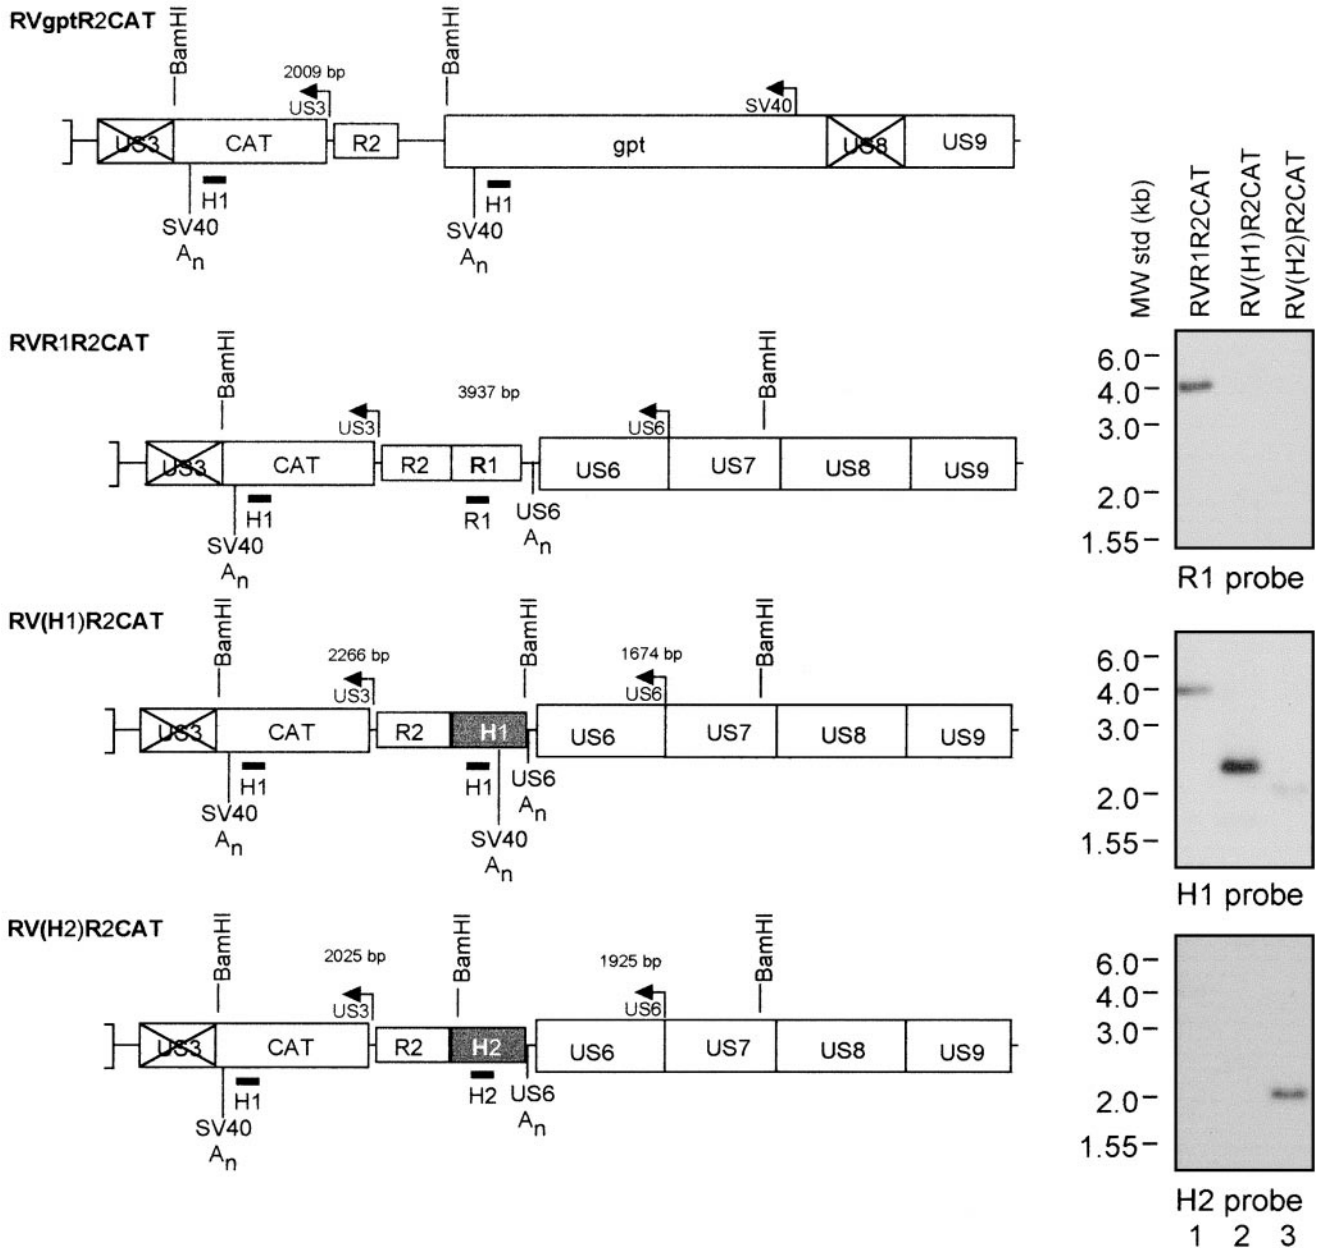 RVgptR2CAT
BamHI
BamHI
2009 bp
US3
SV40
US3
CAT
R2
gpt
US8
US9
H1
H1
SV40
An
SV40
An
RVR1R2CAT
BamHI
BamHI
3937 bp
US3
US6
US3
CAT
R2
R1
US6
US7
US8
US9
H1
R1
US6
An
SV40
An
RV(H1)R2CAT
BamHI
BamHI
BamHI
2266 bp
1674 bp
US3
US6
US3
CAT
R2
H1
US6
US7
US8
US9
H1
H1
US6
An
SV40
An
SV40
An
RV(H2)R2CAT
BamHI
BamHI
BamHI
2025 bp
1925 bp
US3
US6
US3
CAT
R2
H2
US6
US7
US8
US9
H1
H2
US6
An
SV40
An
MW std (kb)
RVR1R2CAT
RV(H1)R2CAT
RV(H2)R2CAT
6.0
4.0
3.0
2.0
1.55
R1 probe
6.0
4.0
3.0
2.0
1.55
H1 probe
6.0
4.0
3.0
2.0
1.55
H2 probe
1 2 3